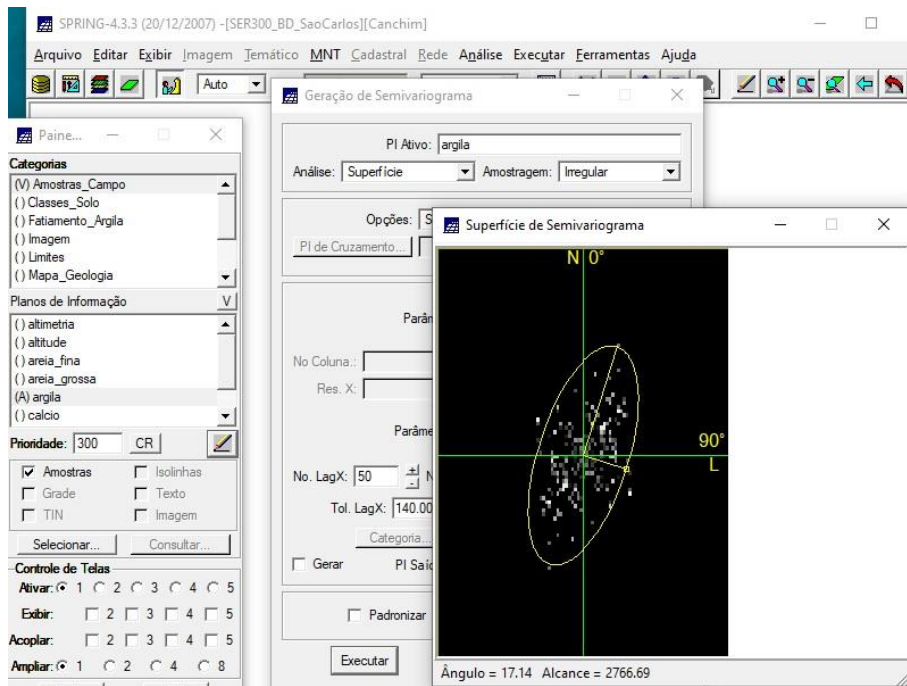 SPRING-4.3.3 (20/12/2007) -[SER300_BD_SaoCarlos][Canchim]
Arquivo Editar Exibir Imagem Temático MNT Cadastral Rede Análise Executar Ferramentas Ajuda
Auto
Paine...
Categorias
(V) Amostras_Campo
( ) Classes_Solo
( ) Fatiamento_Argila
( ) Imagem
( ) Limites
( ) Mapa_Geologia
Planos de Informação V
( ) altimetria
( ) altitude
( ) areia_fina
( ) areia_grossa
(A) argila
( ) calcio
Prioridade: 300 CR
Amostras Isolinhas
Grade Texto
TIN Imagem
Selecionar... Consultar...
Controle de Telas
Ativar: 1 2 3 4 5
Exibir: 2 3 4 5
Acoplar: 2 3 4 5
Ampliar: 1 2 4 8
Geração de Semivariograma
PI Ativo: argila
Análise: Superfície Amostragem: Irregular
Opções: S
PI de Cruzamento...
Parâm
No Coluna.:
Res. X:
Parâme
No. LagX: 50 N
Tol. LagX: 140.00
Categoria...
Gerar PI Saíd
Padronizar
Executar
Superfície de Semivariograma
N 0°
90°
L
Ângulo = 17.14 Alcance = 2766.69